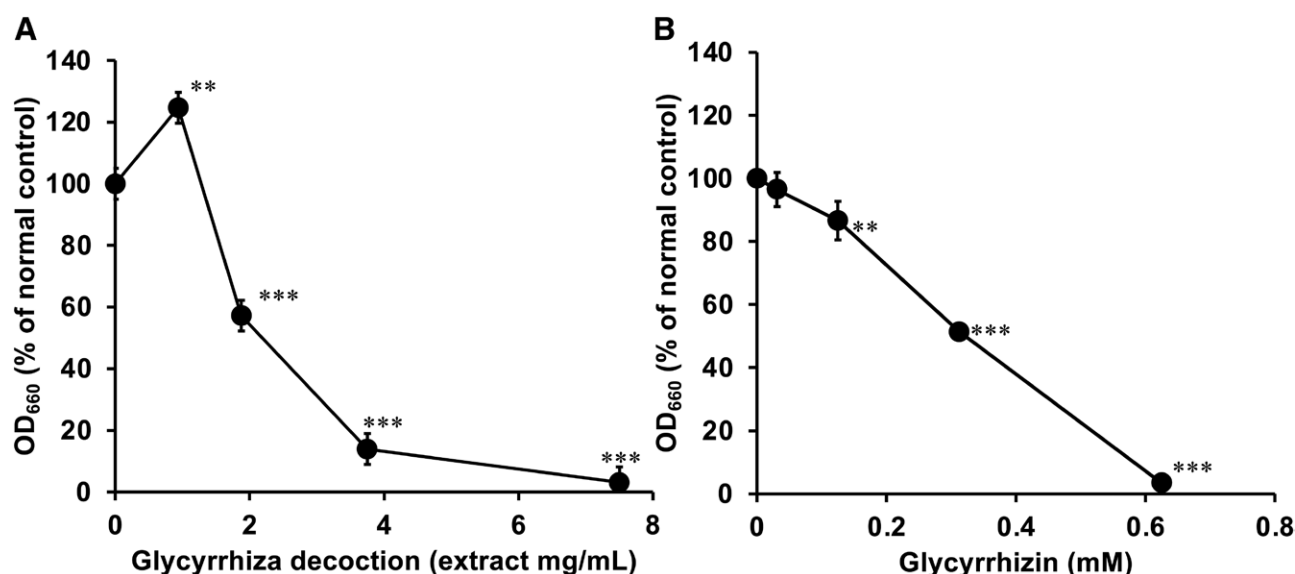 A
140
120
100
80
60
40
20
0
OD₆₆₀ (% of normal control)
**
***
***
***
0 2 4 6 8
Glycyrrhiza decoction (extract mg/mL)
B
140
120
100
80
60
40
20
0
OD₆₆₀ (% of normal control)
**
***
***
0 0.2 0.4 0.6 0.8
Glycyrrhizin (mM)